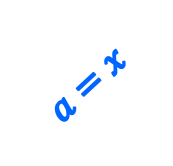 a = x